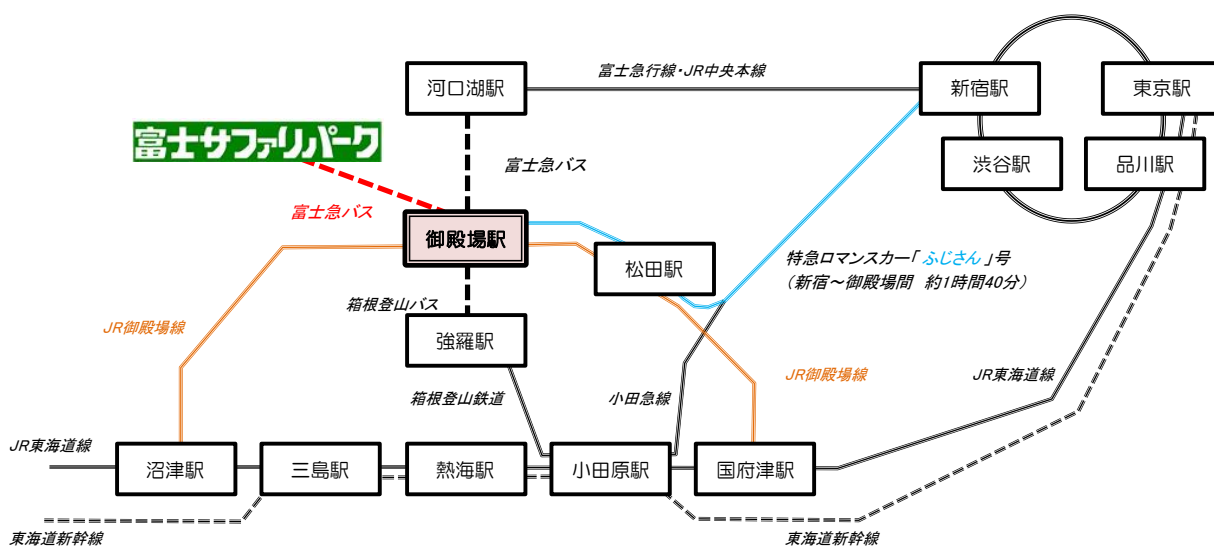 富士急行線・JR中央本線
河口湖駅
新宿駅
東京駅
富士サファリパーク
富士急バス
渋谷駅
品川駅
富士急バス
御殿場駅
松田駅
特急ロマンスカー「 ふじさん 」号
（新宿～御殿場間　約1時間40分）
箱根登山バス
JR御殿場線
強羅駅
JR御殿場線
JR東海道線
箱根登山鉄道
小田急線
JR東海道線
沼津駅
三島駅
熱海駅
小田原駅
国府津駅
東海道新幹線
東海道新幹線